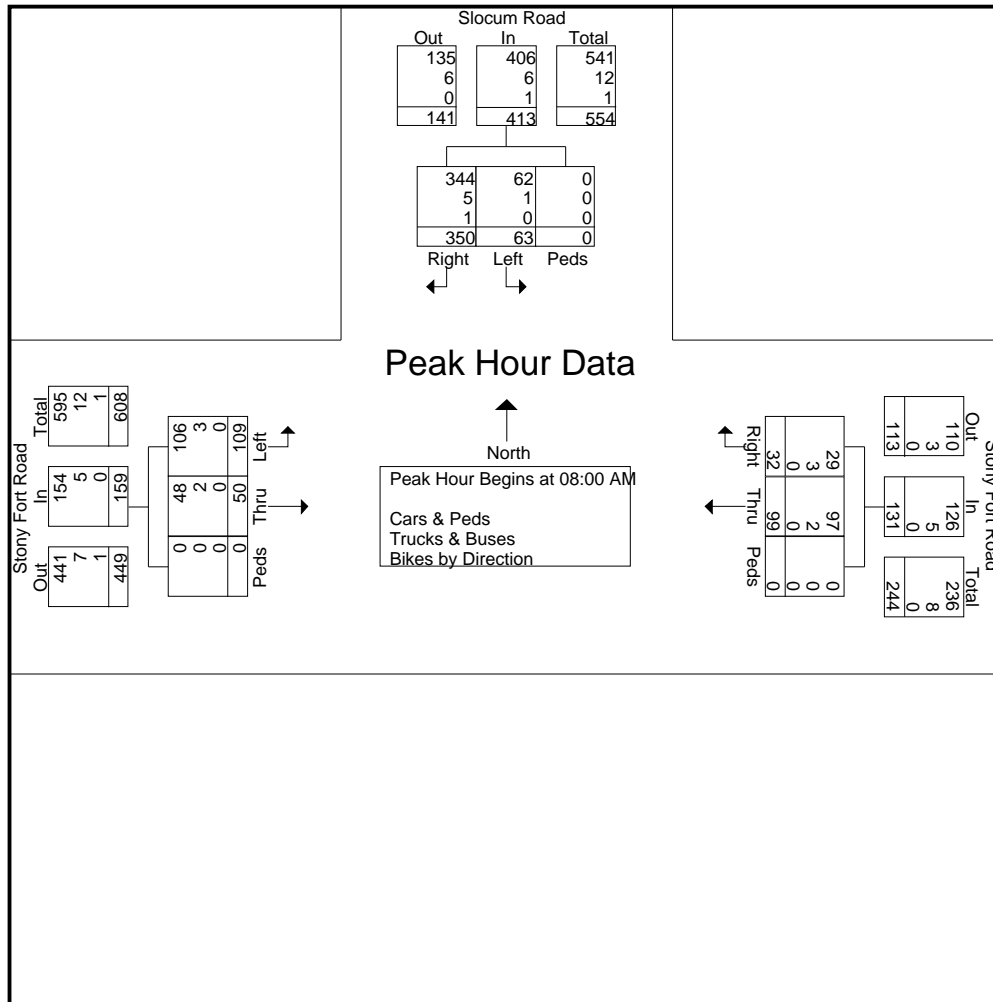 Slocum Road
Out In Total
135 406 541
6 6 12
0 1 1
141 413 554
344 62 0
5 1 0
1 0 0
350 63 0
Right Left Peds
Peak Hour Data
North
Peak Hour Begins at 08:00 AM
Cars & Peds
Trucks & Buses
Bikes by Direction
Stony Fort Road
Out In Total
441 154 595
7 5 12
1 0 1
449 159 608
Peds Thru Left
0 48 106
0 2 3
0 0 0
0 50 109
Stony Fort Road
Out In Total
110 126 236
3 5 8
0 0 0
113 131 244
Right Thru Peds
29 97 0
3 2 0
0 0 0
32 99 0